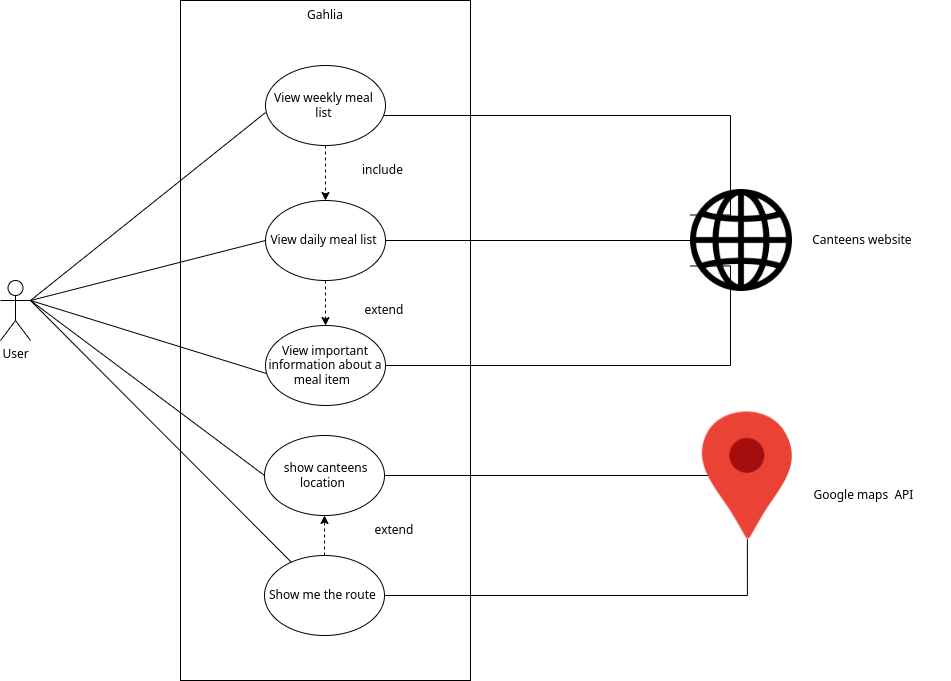 Gahlia
View weekly meal
list
include
View daily meal list
Canteens website
extend
User
View important
information about a
meal item
show canteens
location
Google maps API
extend
Show me the route